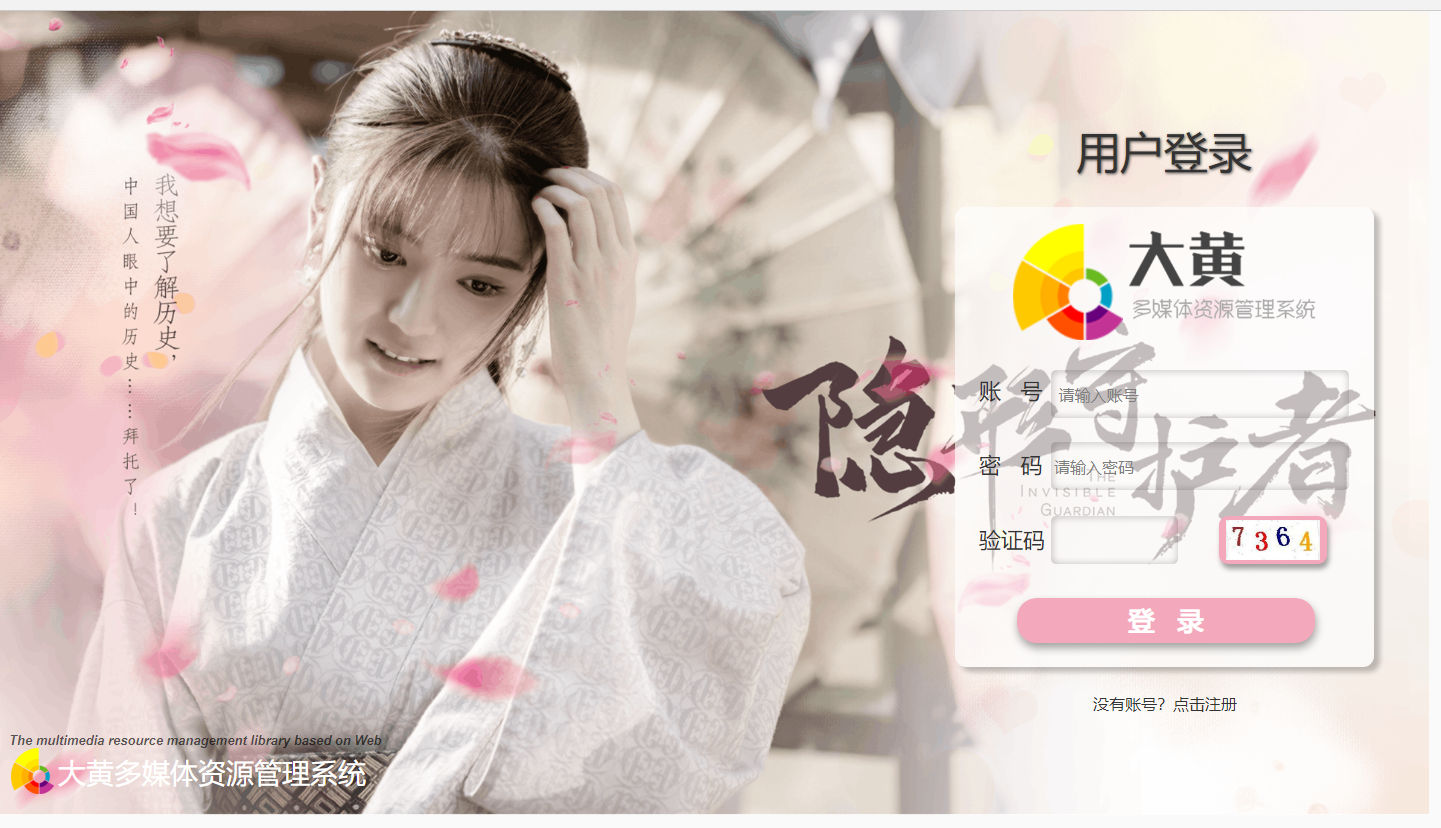 我想要了解历史，
中国人眼中的历史……拜托了！
用户登录
大黄
多媒体资源管理系统
隐形守护者
THE
INVISIBLE
GUARDIAN
账 号 请输入账号
密 码 请输入密码
验证码 7364
登 录
没有账号？点击注册
The multimedia resource management library based on Web
大黄多媒体资源管理系统